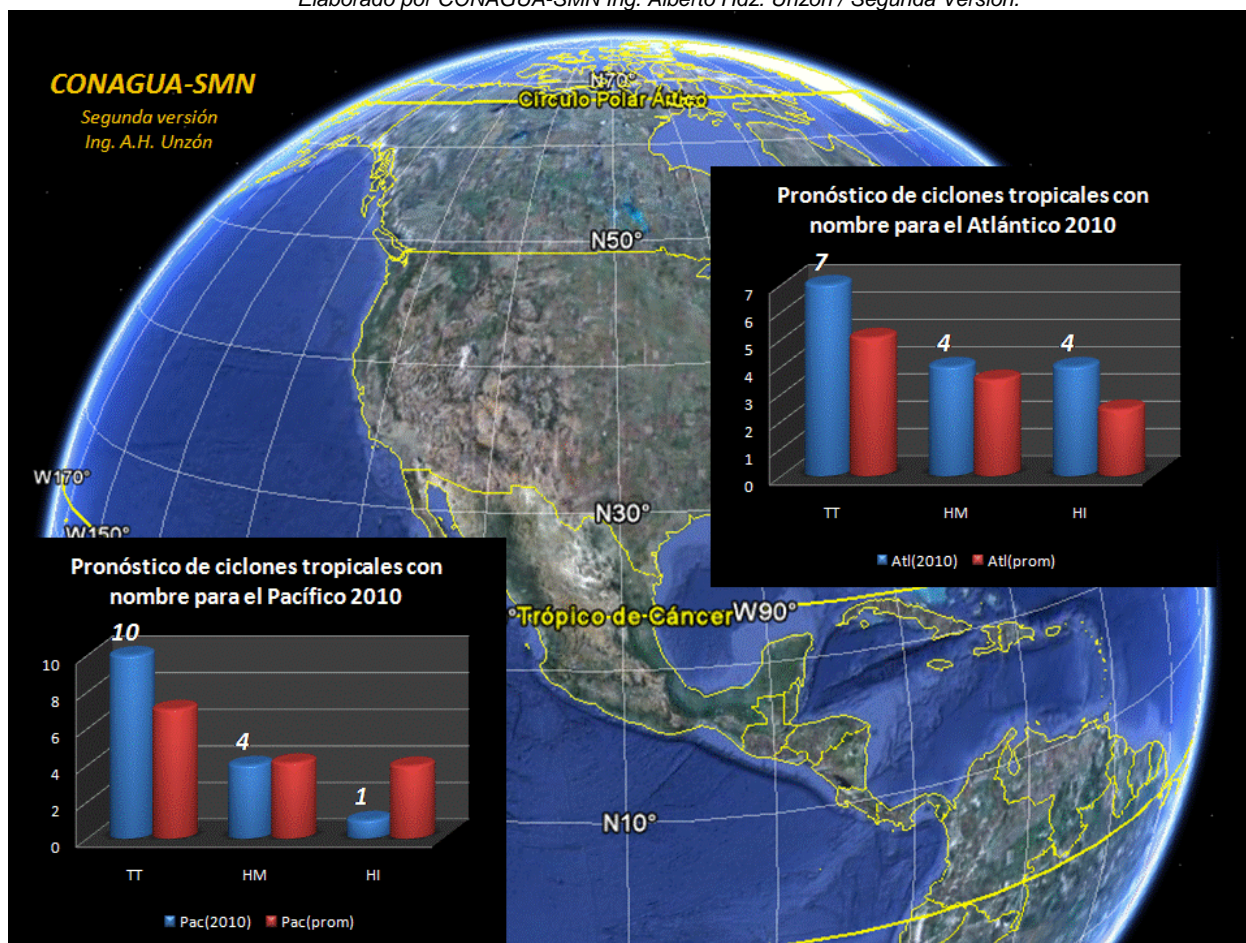 Elaborado por CONAGUA-SMN Ing. Alberto Hdz. Unzón / Segunda Versión.
CONAGUA-SMN
Segunda versión
Ing. A.H. Unzón
N70°
Círculo Polar Ártico
N50°
W170°
W150°
N30°
°Trópico de Cáncer
W90°
N10°
Pronóstico de ciclones tropicales con
nombre para el Atlántico 2010
7
4
4
7
6
5
4
3
2
1
0
TT HM HI
Atl(2010) Atl(prom)
Pronóstico de ciclones tropicales con
nombre para el Pacífico 2010
10
4
1
10
8
6
4
2
0
TT HM HI
Pac(2010) Pac(prom)